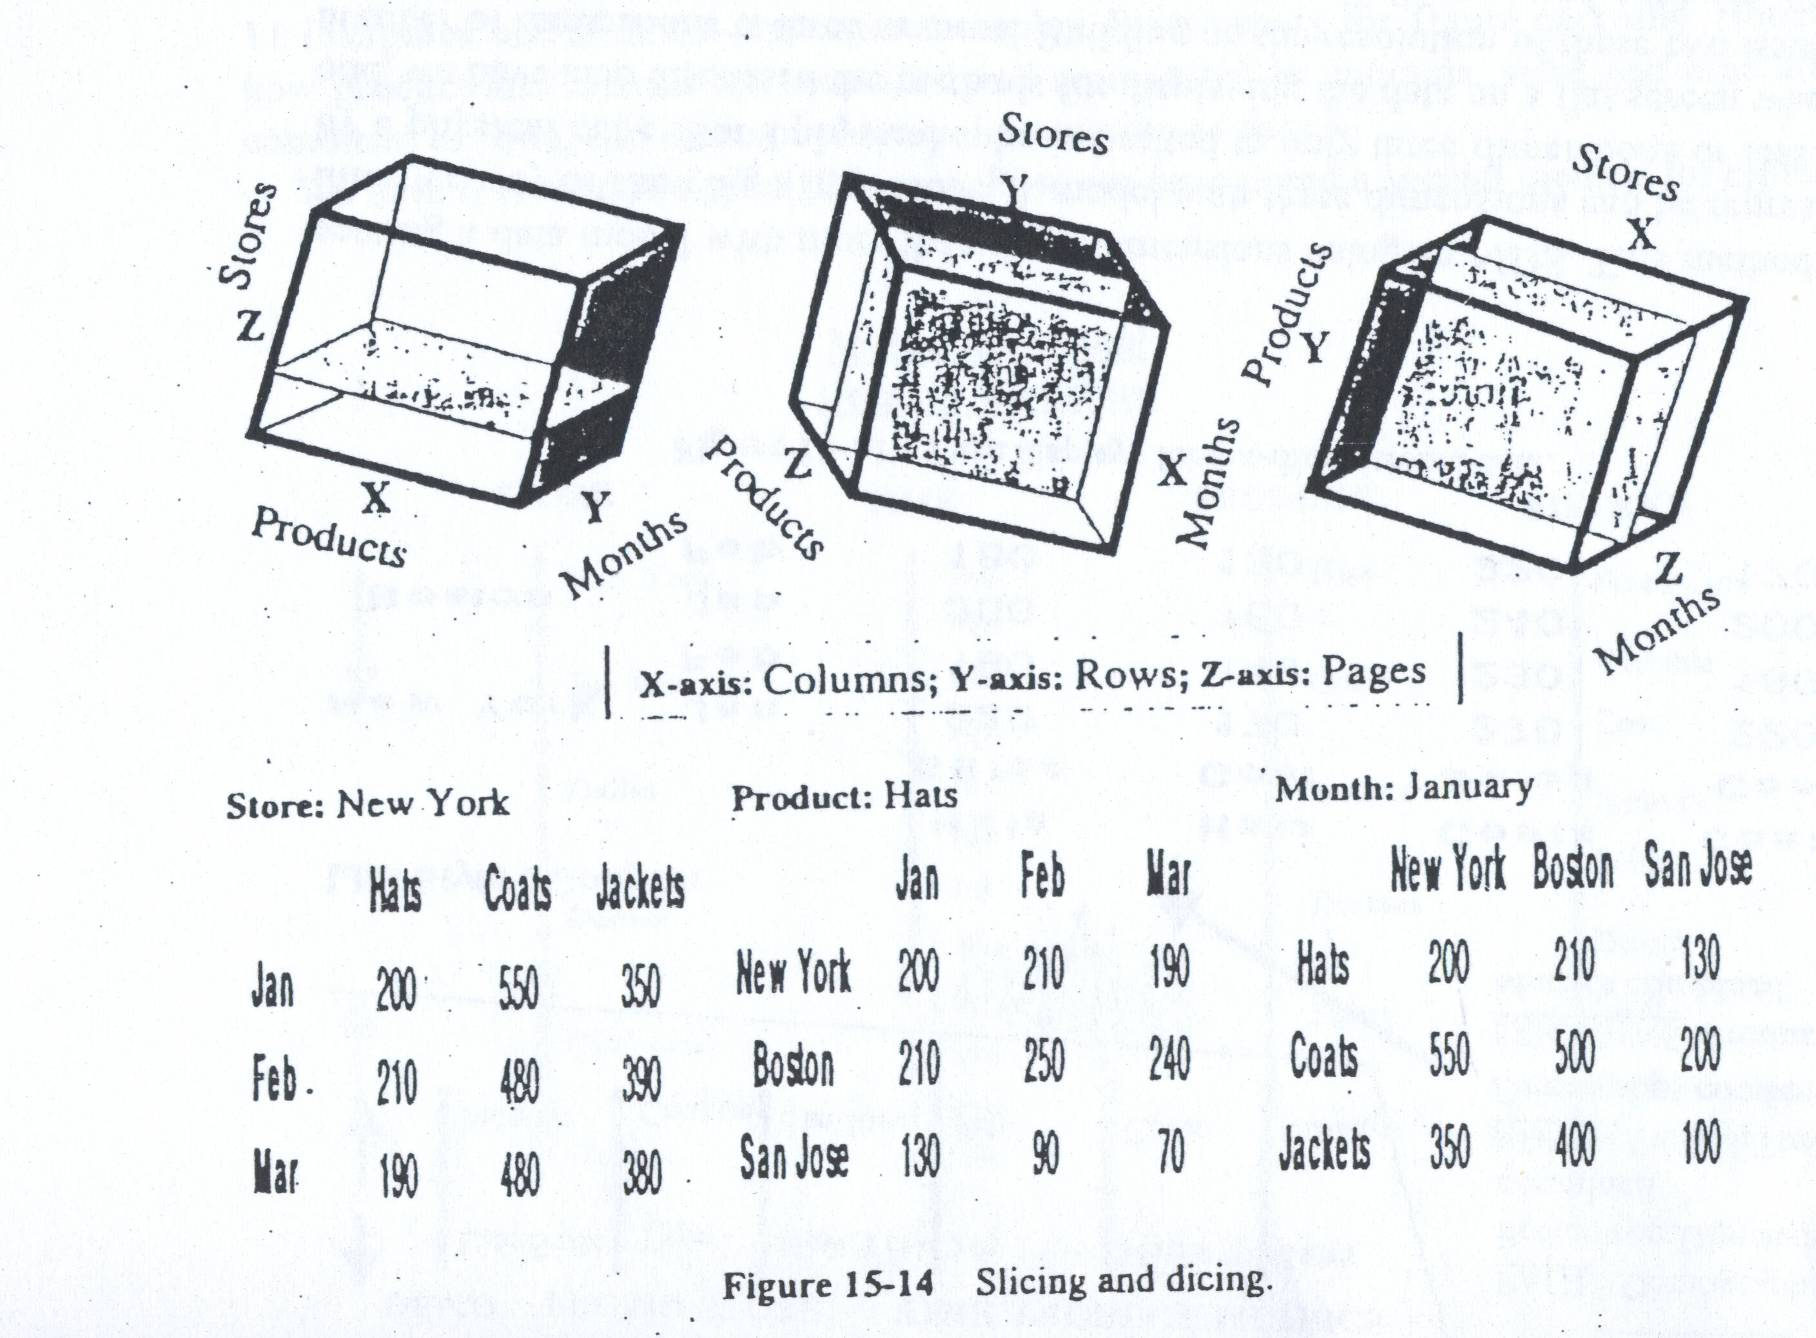 Stores
Z
X
Products
Y
Months
Stores
Y
Z
Products
X
Months
Stores
X
Products
Y
Z
Months
X-axis: Columns; Y-axis: Rows; Z-axis: Pages
Store: New York
Hats Coats Jackets
Jan 200 550 350
Feb 210 480 390
Mar 190 480 380
Product: Hats
Jan Feb Mar
New York 200 210 190
Boston 210 250 240
San Jose 130 90 70
Month: January
New York Boston San Jose
Hats 200 210 130
Coats 550 500 200
Jackets 350 400 100
Figure 15-14 Slicing and dicing.